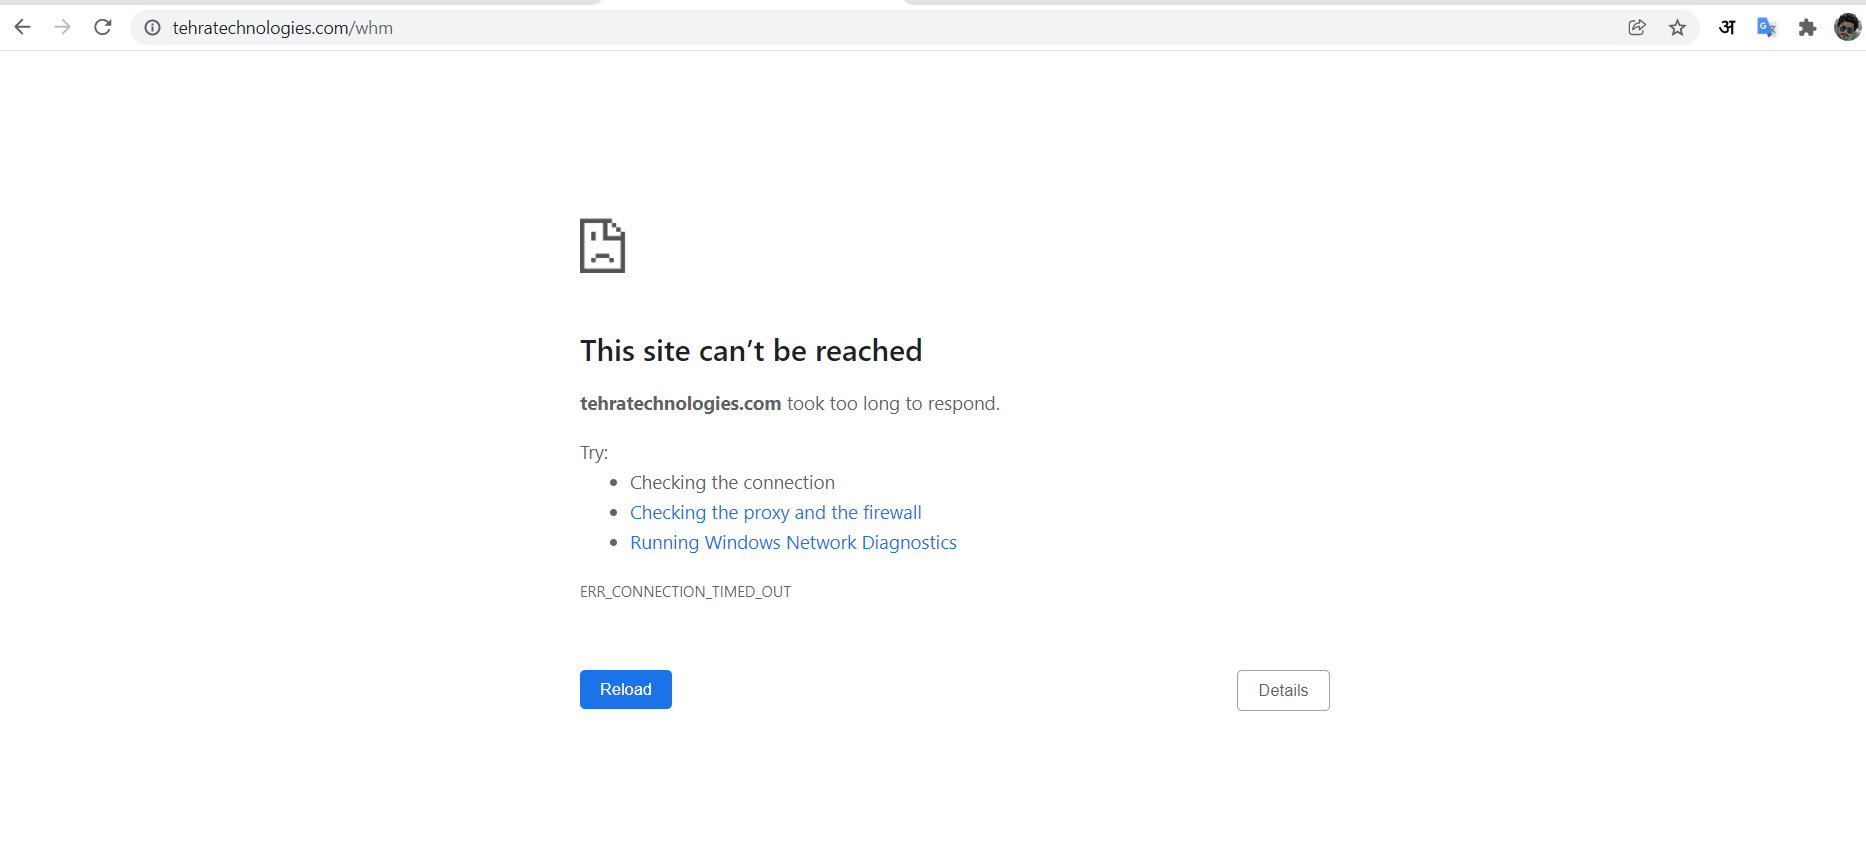 tehratechnologies.com/whm
अ
G
This site can’t be reached
tehratechnologies.com took too long to respond.
Try:
Checking the connection
Checking the proxy and the firewall
Running Windows Network Diagnostics
ERR_CONNECTION_TIMED_OUT
Reload
Details